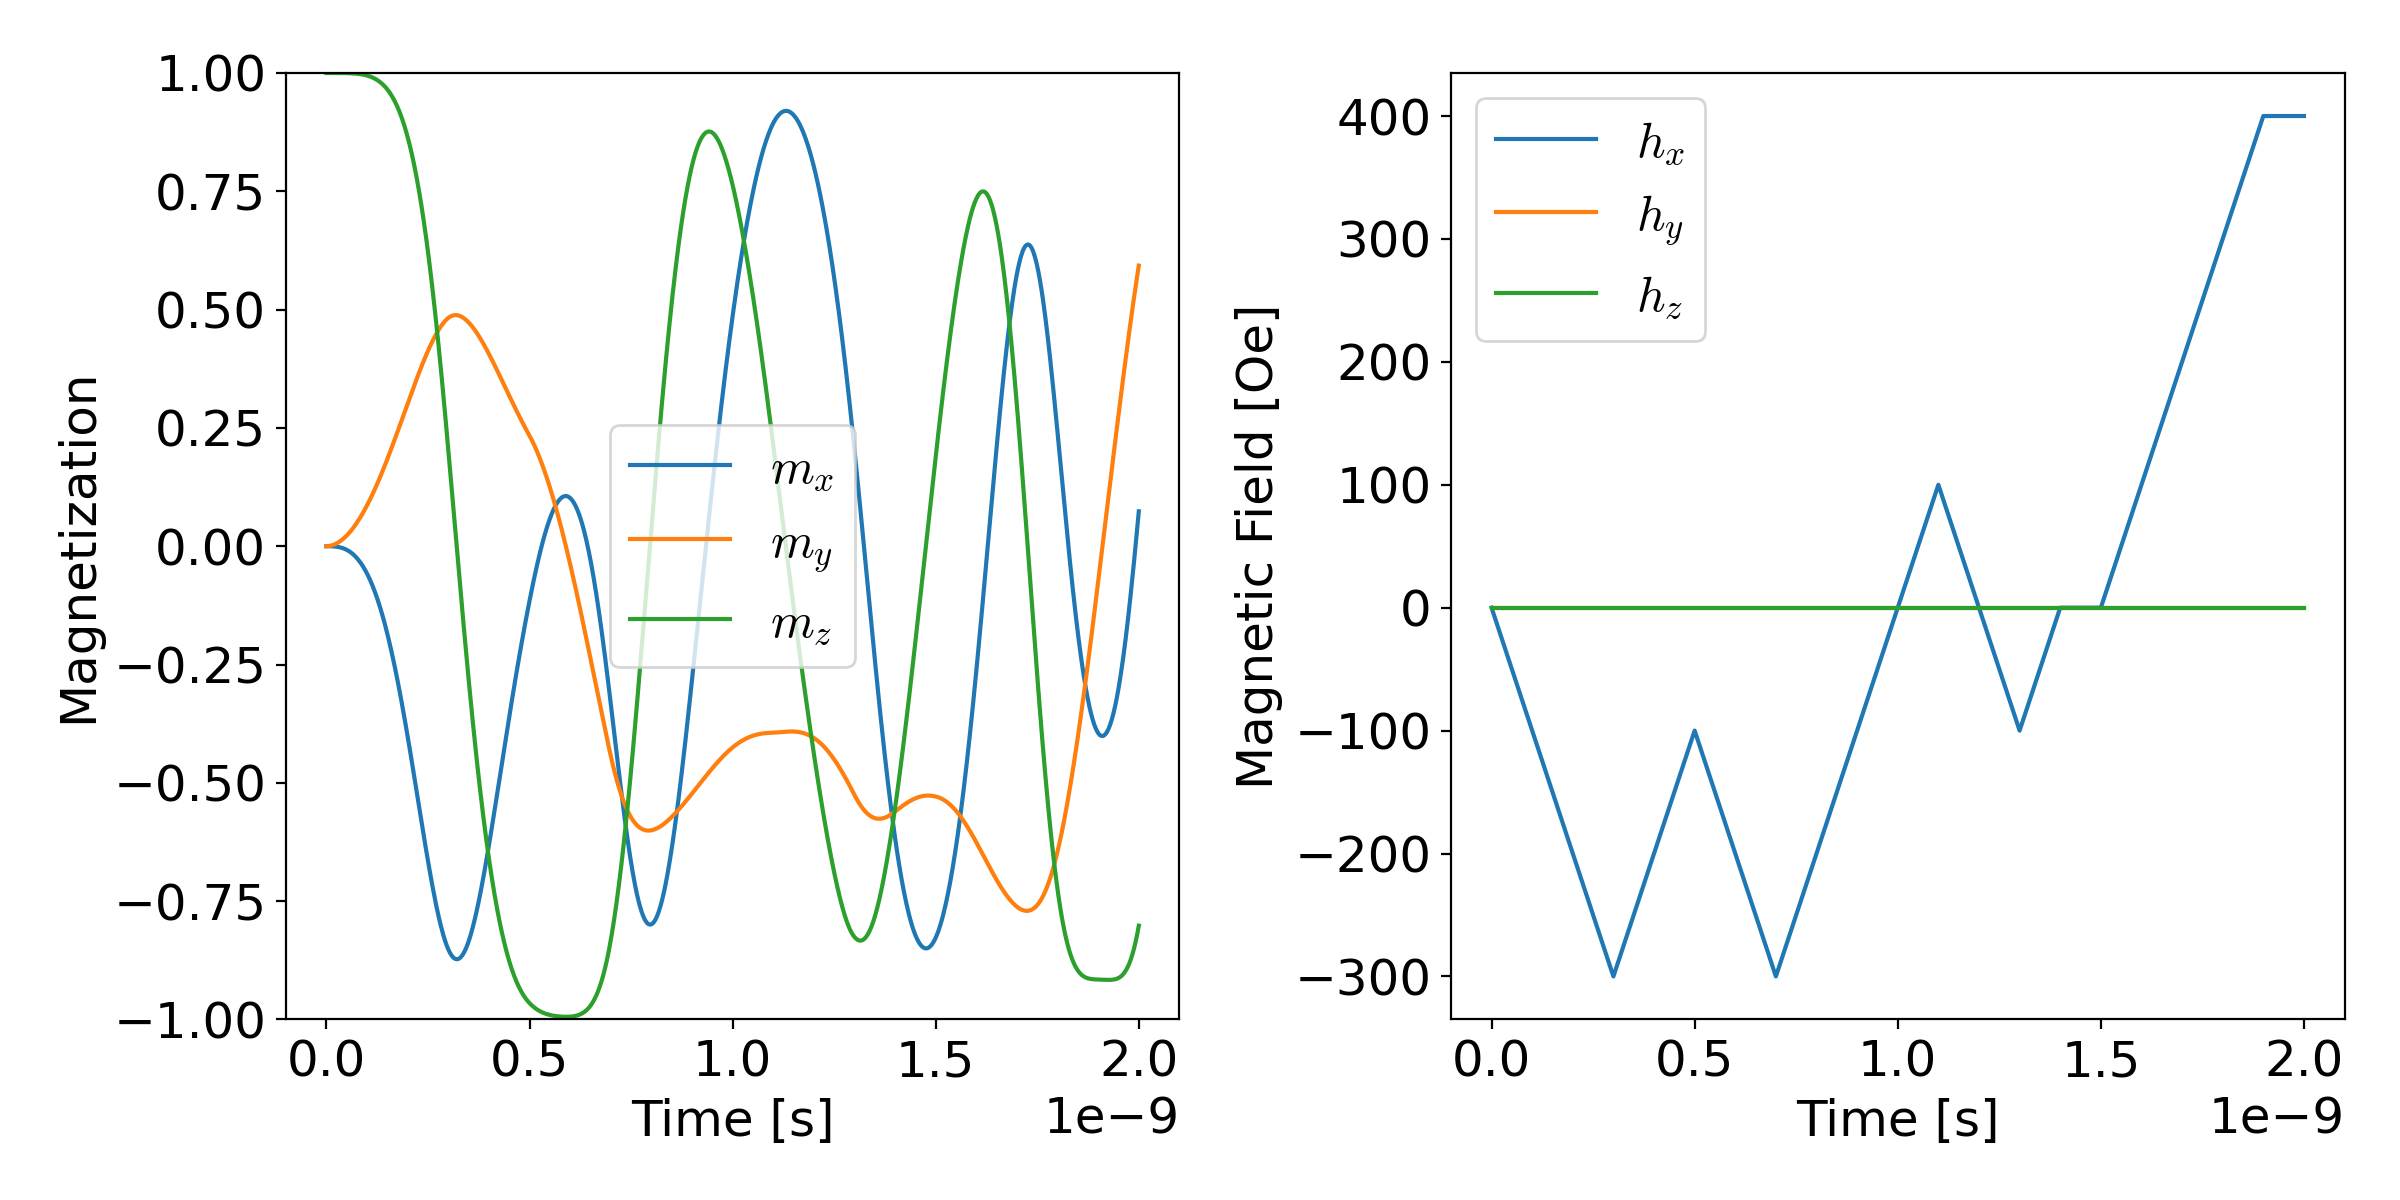 Magnetization
1.00
0.75
0.50
0.25
0.00
−0.25
−0.50
−0.75
−1.00
m_x
m_y
m_z
0.0 0.5 1.0 1.5 2.0
Time [s]
1e−9
Magnetic Field [Oe]
400
300
200
100
0
−100
−200
−300
h_x
h_y
h_z
0.0 0.5 1.0 1.5 2.0
Time [s]
1e−9